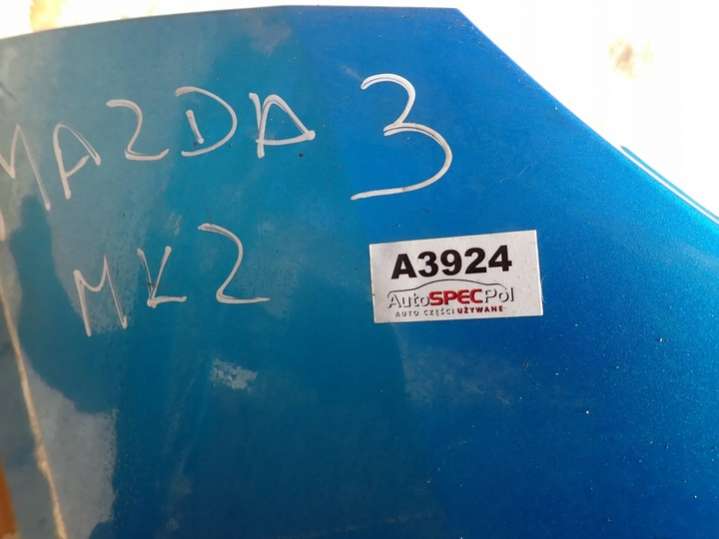 MAZDA 3
MK2
A3924
AutoSPECPol
AUTO CZĘŚCI UŻYWANE